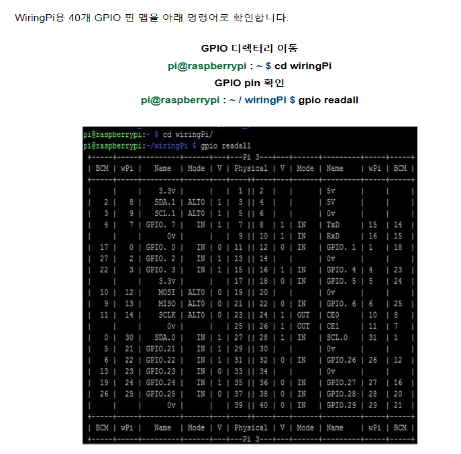 WiringPi용 40개 GPIO 핀 맵을 아래 명령어로 확인합니다.
GPIO 디렉터리 이동
pi@raspberrypi : ~ $ cd wiringPi
GPIO pin 확인
pi@raspberrypi : ~ / wiringPi $ gpio readall
pi@raspberrypi:~ $ cd wiringPi/
pi@raspberrypi:~/wiringPi $ gpio readall
+-----+-----+---------+------+---+---Pi 3---+---+------+---------+-----+-----+
| BCM | wPi | Name | Mode | V | Physical | V | Mode | Name | wPi | BCM |
| | | 3.3v | | | 1 || 2 | | | 5v | | |
| 2 | 8 | SDA.1 | ALT0 | 1 | 3 || 4 | | | 5V | | |
| 3 | 9 | SCL.1 | ALT0 | 1 | 5 || 6 | | | 0v | | |
| 4 | 7 | GPIO. 7 | IN | 1 | 7 || 8 | 1 | IN | TxD | 15 | 14 |
| | | 0v | | | 9 || 10 | 1 | IN | RxD | 16 | 15 |
| 17 | 0 | GPIO. 0 | IN | 0 | 11 || 12 | 0 | IN | GPIO. 1 | 1 | 18 |
| 27 | 2 | GPIO. 2 | IN | 1 | 13 || 14 | | | 0v | | |
| 22 | 3 | GPIO. 3 | IN | 1 | 15 || 16 | 1 | IN | GPIO. 4 | 4 | 23 |
| | | 3.3v | | | 17 || 18 | 0 | IN | GPIO. 5 | 5 | 24 |
| 10 | 12 | MOSI | ALT0 | 0 | 19 || 20 | | | 0v | | |
| 9 | 13 | MISO | ALT0 | 0 | 21 || 22 | 0 | IN | GPIO. 6 | 6 | 25 |
| 11 | 14 | SCLK | ALT0 | 0 | 23 || 24 | 1 | OUT | CE0 | 10 | 8 |
| | | 0v | | | 25 || 26 | 1 | OUT | CE1 | 11 | 7 |
| 0 | 30 | SDA.0 | IN | 1 | 27 || 28 | 1 | IN | SCL.0 | 31 | 1 |
| 5 | 21 | GPIO.21 | IN | 1 | 29 || 30 | | | 0v | | |
| 6 | 22 | GPIO.22 | IN | 1 | 31 || 32 | 0 | IN | GPIO.26 | 26 | 12 |
| 13 | 23 | GPIO.23 | IN | 0 | 33 || 34 | | | 0v | | |
| 19 | 24 | GPIO.24 | IN | 0 | 35 || 36 | 0 | IN | GPIO.27 | 27 | 16 |
| 26 | 25 | GPIO.25 | IN | 0 | 37 || 38 | 0 | IN | GPIO.28 | 28 | 20 |
| | | 0v | | | 39 || 40 | 0 | IN | GPIO.29 | 29 | 21 |
| BCM | wPi | Name | Mode | V | Physical | V | Mode | Name | wPi | BCM |
+-----+-----+---------+------+---+---Pi 3---+---+------+---------+-----+-----+